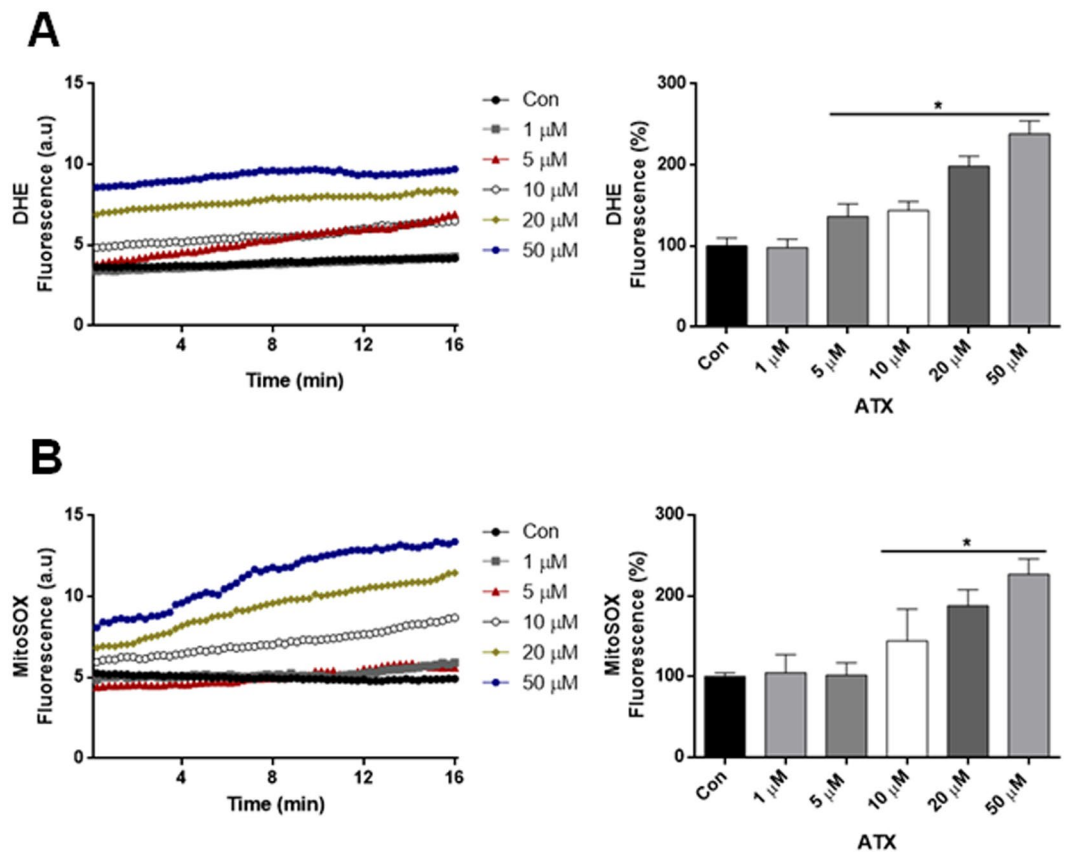 A
DHE
Fluorescence (a.u)
15
10
5
0
4 8 12 16
Time (min)
Con
1 μM
5 μM
10 μM
20 μM
50 μM
DHE
Fluorescence (%)
300
200
100
0
*
Con 1 μM 5 μM 10 μM 20 μM 50 μM
ATX
B
MitoSOX
Fluorescence (a.u)
15
10
5
0
4 8 12 16
Time (min)
Con
1 μM
5 μM
10 μM
20 μM
50 μM
MitoSOX
Fluorescence (%)
300
200
100
0
*
Con 1 μM 5 μM 10 μM 20 μM 50 μM
ATX